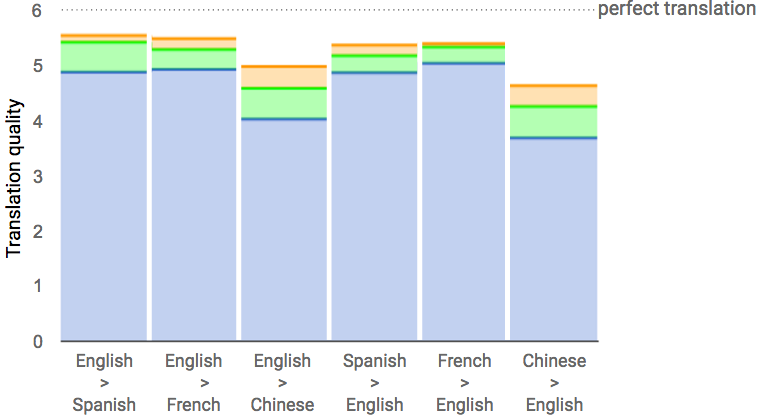 perfect translation
Translation quality
6
5
4
3
2
1
0
English > Spanish
English > French
English > Chinese
Spanish > English
French > English
Chinese > English